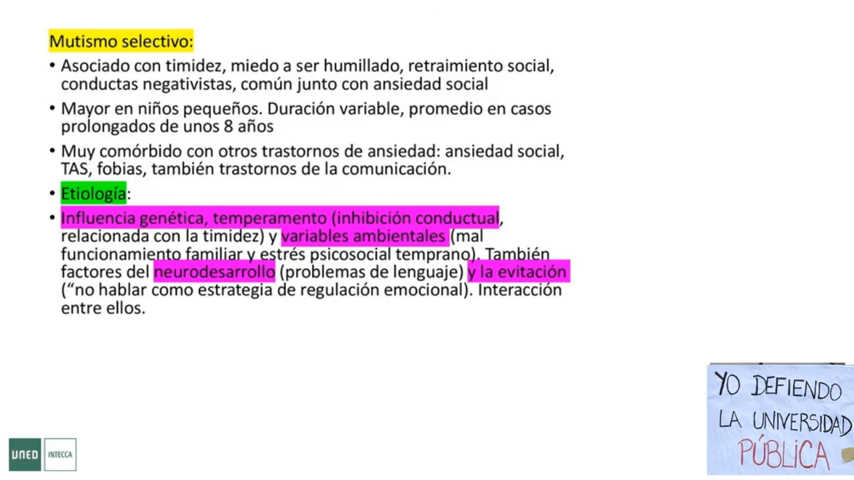 Mutismo selectivo:
• Asociado con timidez, miedo a ser humillado, retraimiento social,
conductas negativistas, común junto con ansiedad social
• Mayor en niños pequeños. Duración variable, promedio en casos
prolongados de unos 8 años
• Muy comórbido con otros trastornos de ansiedad: ansiedad social,
TAS, fobias, también trastornos de la comunicación.
• Etiología:
• Influencia genética, temperamento (inhibición conductual,
relacionada con la timidez) y variables ambientales (mal
funcionamiento familiar y estrés psicosocial temprano). También
factores del neurodesarrollo (problemas de lenguaje) y la evitación
(“no hablar como estrategia de regulación emocional). Interacción
entre ellos.
YO DEFIENDO
LA UNIVERSIDAD
PÚBLICA
UNED INTECCA